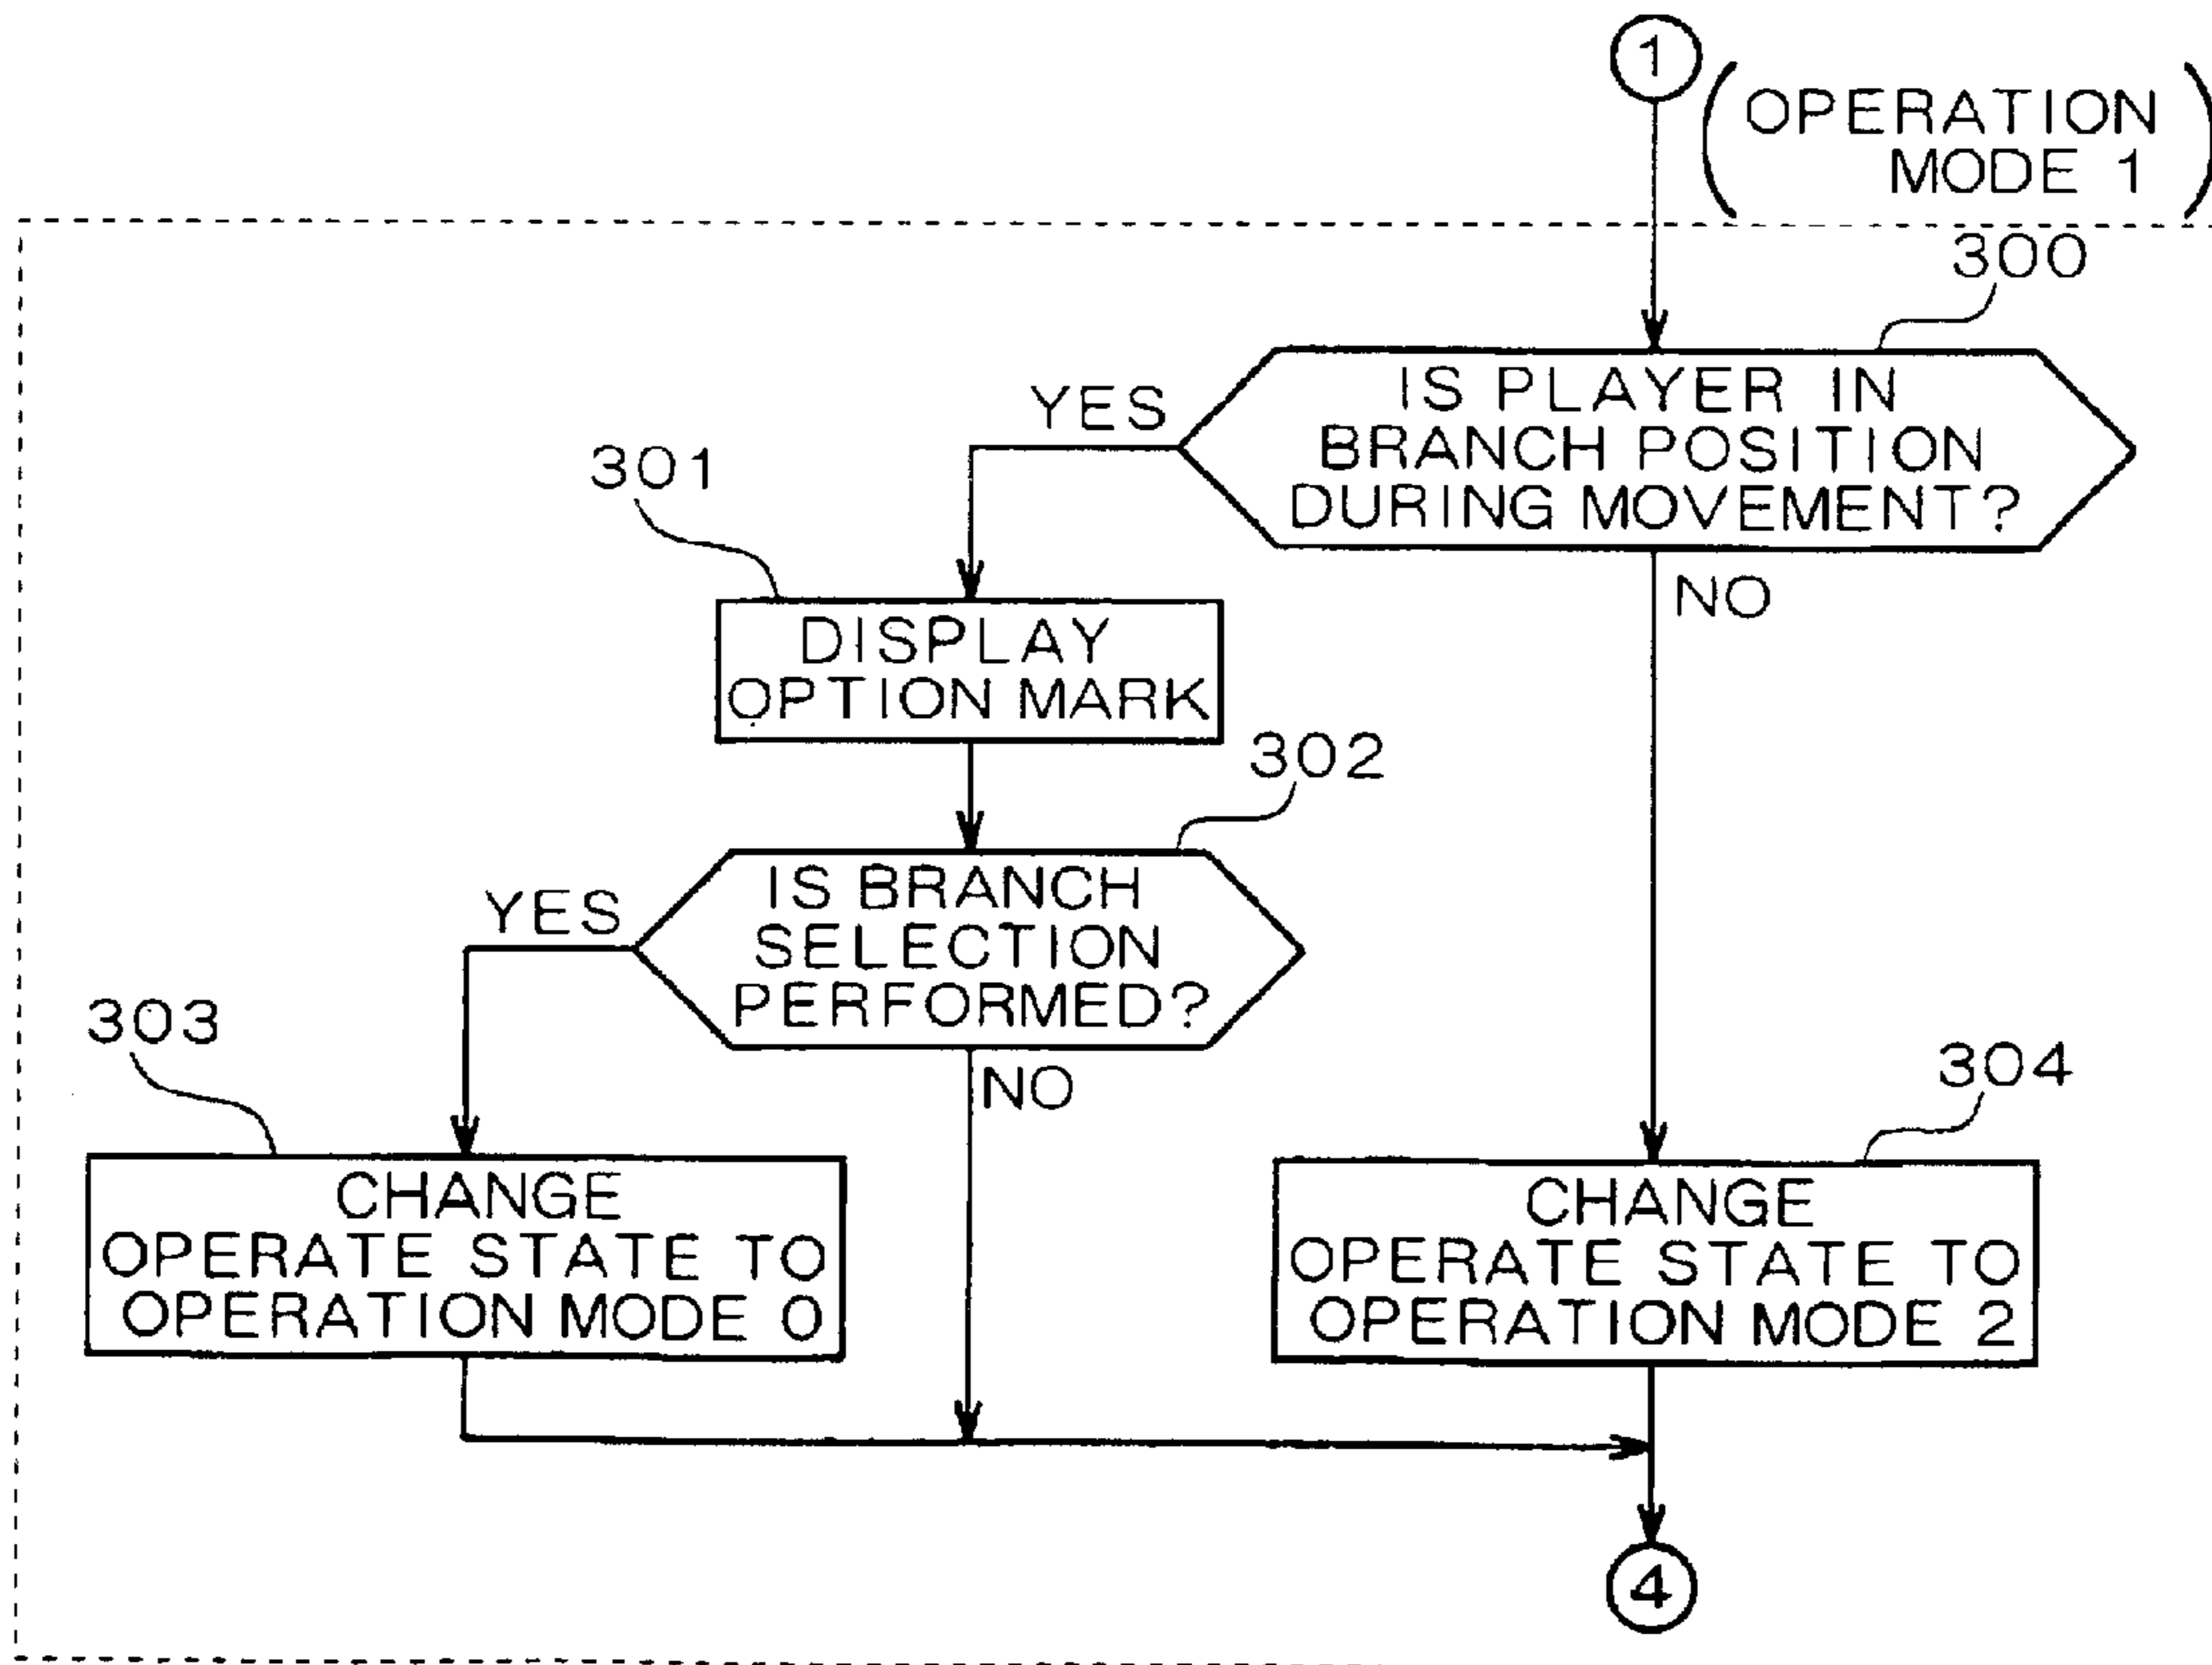 1
OPERATION
MODE 1
300
IS PLAYER IN
BRANCH POSITION
DURING MOVEMENT?
YES
NO
301
DISPLAY
OPTION MARK
302
IS BRANCH
SELECTION
PERFORMED?
YES
NO
303
CHANGE
OPERATE STATE TO
OPERATION MODE 0
304
CHANGE
OPERATE STATE TO
OPERATION MODE 2
4